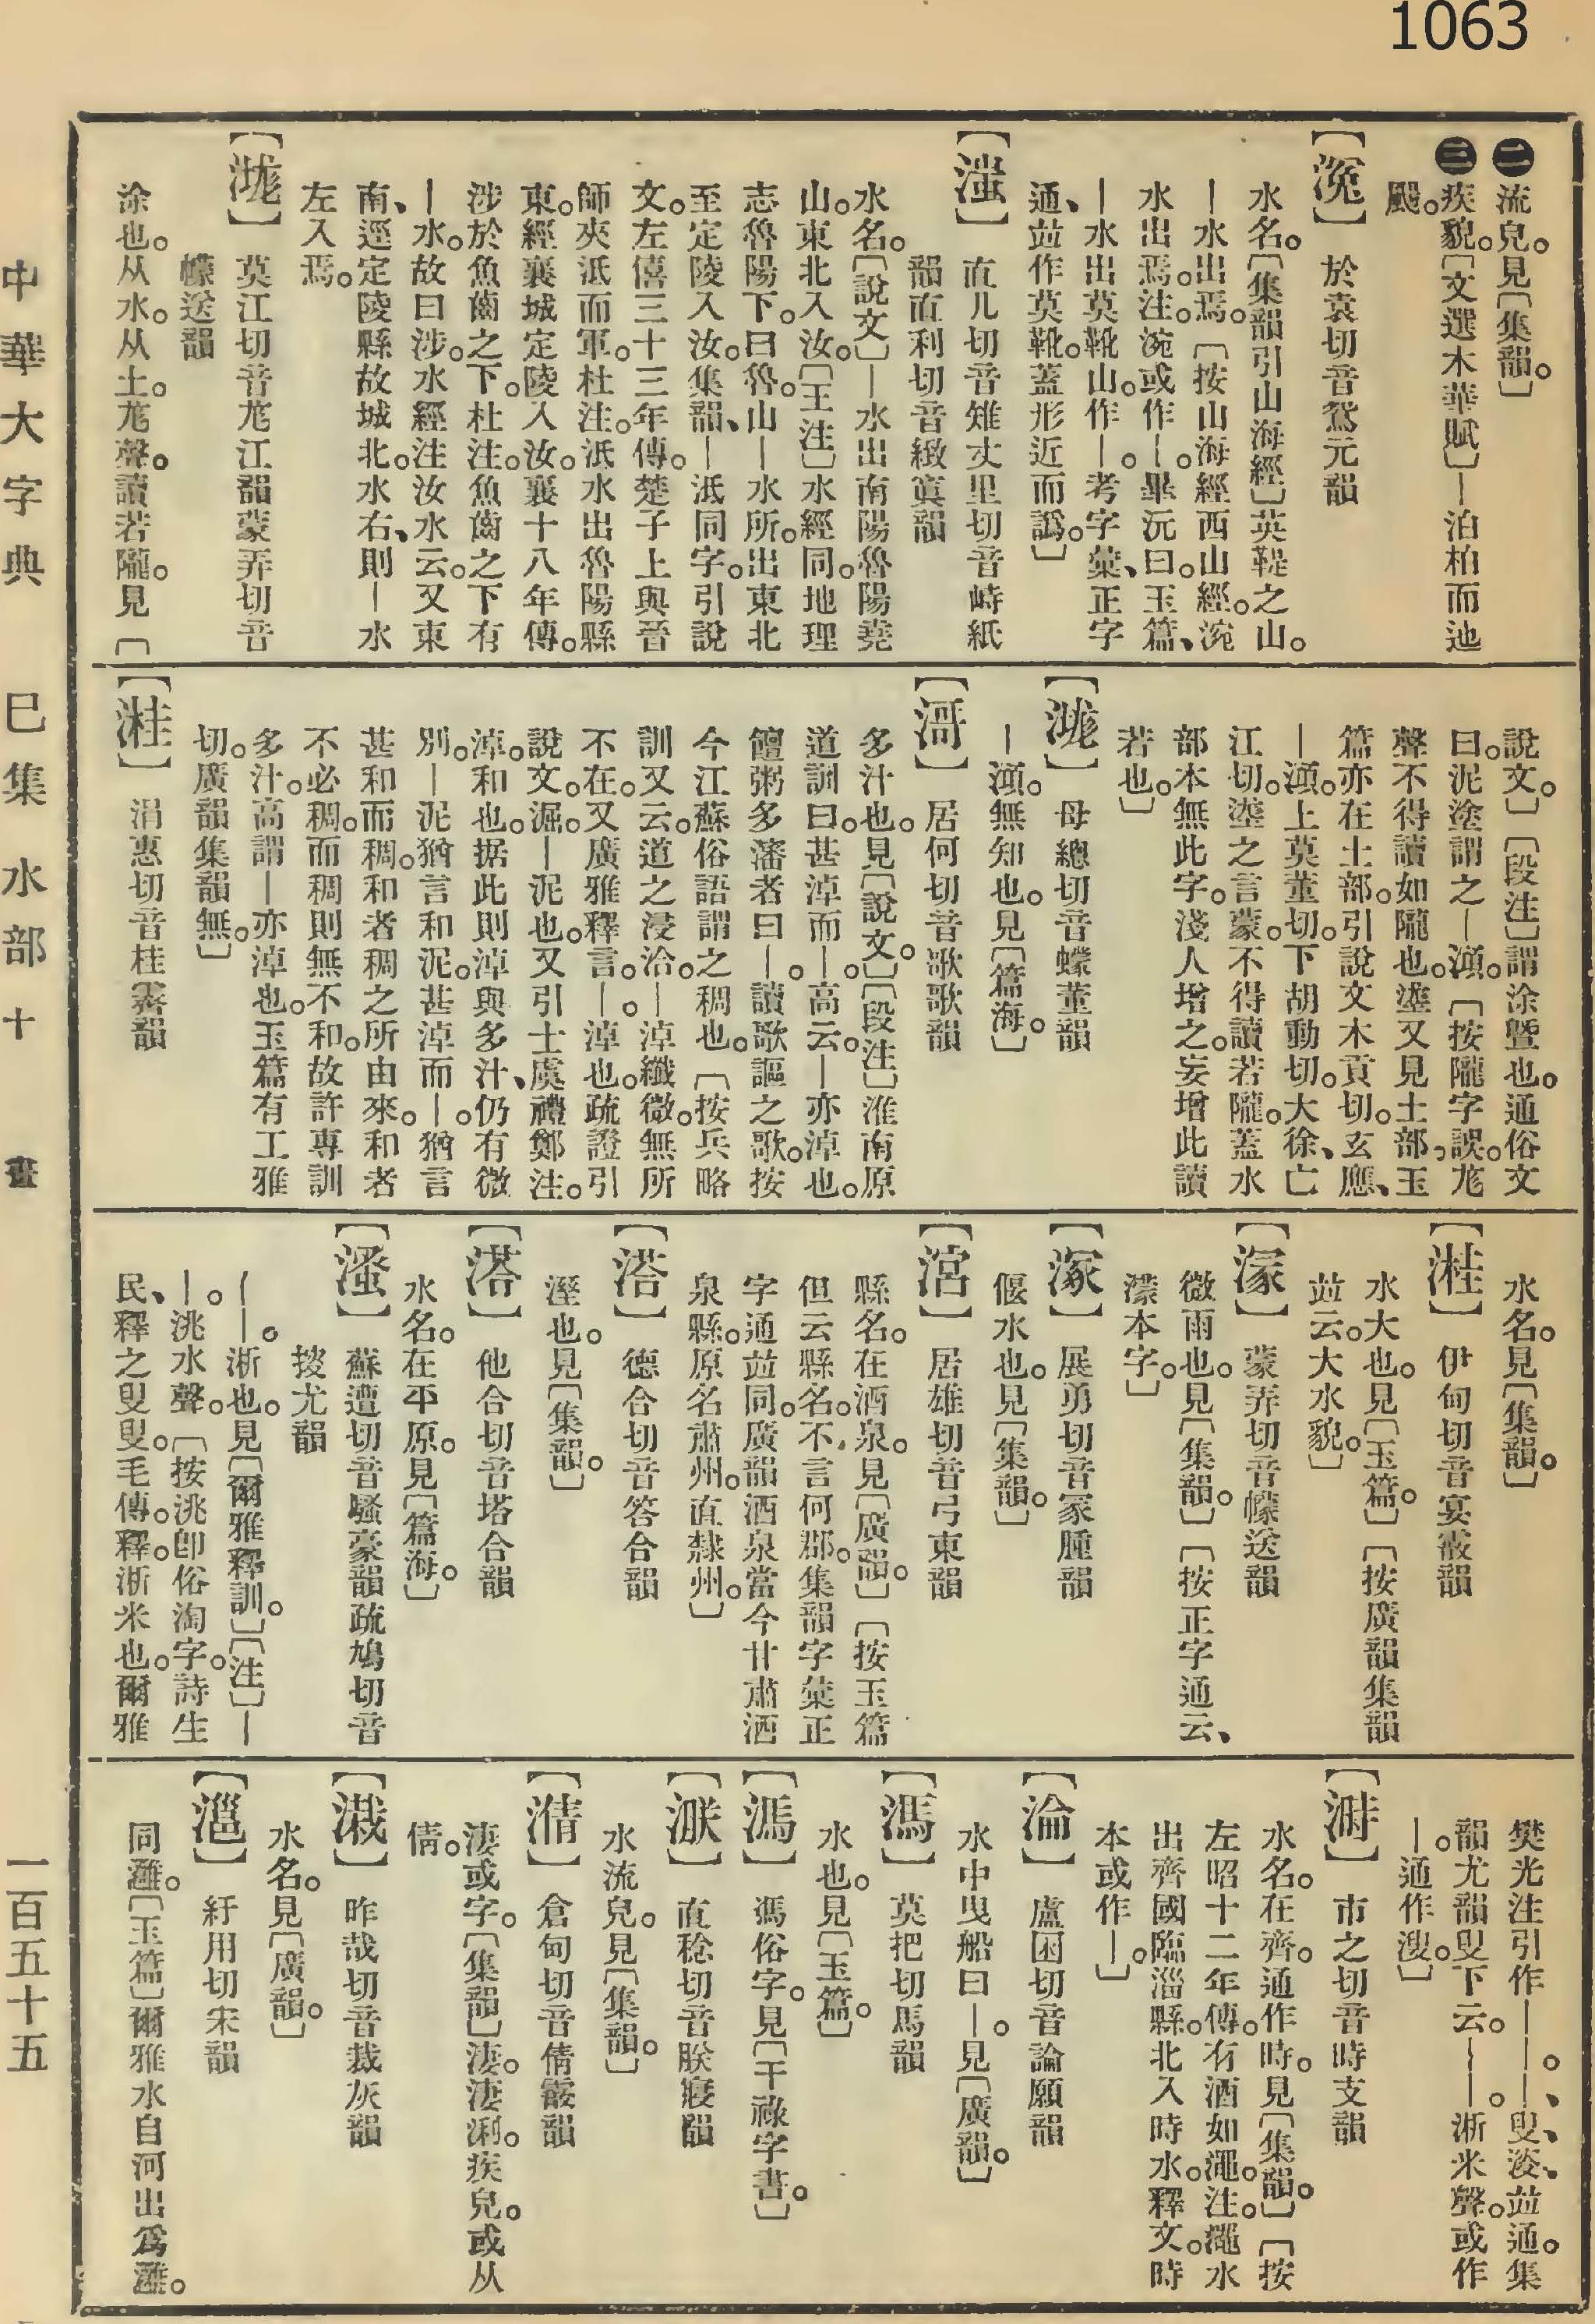 1063
㊁流皃。見〔集韻。〕
㊂疾貌。〔文選木華賦〕—泊柏而迆
颺。
〔涴〕於袁切音鴛元韻
水名。〔集韻引山海經〕英鞮之山。
—水出焉。〔按山海經西山經。涴
水出焉。注。涴或作—。畢沅曰。玉篇、
—水出莫靴山。作—。考字彙、正字
通、並作莫靴。蓋形近而譌。〕
〔滍〕直几切音雉丈里切音峙紙
韻直利切音緻寘韻
水名。〔說文〕—水出南陽魯陽堯
山。東北入汝。〔王注〕水經同。地理
志魯陽下。曰魯山—水所出。東北
至定陵入汝。集韻、—泜同字。引說
文。左僖三十三年傳。楚子上與晉
師夾泜而軍。杜注。泜水出魯陽縣
東。經襄城定陵入汝。襄十八年傳。
涉於魚齒之下。杜注。魚齒之下有
—水。故曰涉。水經注汝水云。又東
南、逕定陵縣故城北。水右、則—水
左入焉。
〔浝〕莫江切音尨江韻蒙弄切音
幪送韻
涂也。从水。从土。尨聲。讀若隴。見〔
說文。〕〔段注〕謂涂曁也。通俗文
曰。泥塗謂之—澒。〔按隴字誤。尨
聲不得讀如隴也。墾又見土部、玉
篇亦在土部。引說文木貢切。玄應、
—澒。上莫董切。下胡動切。大徐、亡
江切。墾之言蒙。不得讀若隴。蓋水
部本無此字。淺人增之。妄增此讀
若也。〕
〔浝〕母總切音蠓董韻
—澒。無知也。見〔篇海。〕
〔滒〕居何切音歌歌韻
多汁也。見〔說文。〕〔段注〕淮南原
道訓曰。甚淖而—。高云。—亦淖也。
饘粥多瀋者曰—。讀歌謳之歌。按
今江蘇俗語謂之稠也。〔按兵略
訓又云。道之浸洽。—淖纖微。無所
不在。又廣雅釋言。—。淖也。疏證引
說文。淈。—泥也。又引士虞禮鄭注。
淖。和也。据此則淖與多汁、仍有微
別。—泥猶言和泥。甚淖而—。猶言
甚和而稠。和者稠之所由來。和者
不必稠。而稠則無不和。故許專訓
多汁。高謂—亦淖也。玉篇有工雅
切。廣韻集韻無。〕
〔溎〕涓惠切音桂霽韻
水名。見〔集韻。〕
〔溎〕伊甸切音宴霰韻
水大也。見〔玉篇。〕〔按廣韻集韻
並云。大水貌。〕
〔溕〕蒙弄切音幪送韻
微雨也。見〔集韻。〕〔按正字通云、
濛本字。〕
〔塚〕展勇切音冢腫韻
偃水也。見〔集韻。〕
〔涫〕居雄切音弓東韻
縣名。在酒泉。見〔廣韻。〕〔按玉篇
但云縣名。不言何郡。集韻字彙正
字通並同。廣韻酒泉當今甘肅酒
泉縣。原名肅州。直隸州。〕
〔溚〕德合切音答合韻
溼也。見〔集韻。〕
〔溚〕他合切音塔合韻
水名。在平原。見〔篇海。〕
〔溞〕蘇遭切音騷豪韻疏鳩切音
搜尤韻
——。淅也。見〔爾雅釋訓。〕〔注〕—
—。洮水聲。〔按洮即俗淘字。詩生
民、釋之叟叟。毛傳。釋。淅米也。爾雅
樊光注引作——。—、叟、溲、並通。集
韻尤韻叟下云。——。淅米聲。或作
—。通作溲。〕
〔溡〕市之切音時支韻
水名。在齊。通作時。見〔集韻。〕〔按
左昭十二年傳。有酒如澠。注。澠水
出齊國臨淄縣。北入時水。釋文。時
本或作—。〕
〔淪〕盧困切音論願韻
水中曳船曰—。見〔廣韻。〕
〔溤〕莫把切馬韻
水也。見〔玉篇。〕
〔溤〕馮俗字。見〔干祿字書。〕
〔㴨〕直稔切音朕寢韻
水流皃。見〔集韻。〕
〔凊〕倉甸切音倩霰韻
淒或字。〔集韻〕淒。淒浰。疾皃。或从
倩。
〔渽〕昨哉切音裁灰韻
水名。見〔廣韻。〕
〔滬〕紆用切宋韻
同灉。〔玉篇〕爾雅水自河出爲灉。
中華大字典 巳集 水部 十畫 一百五十五